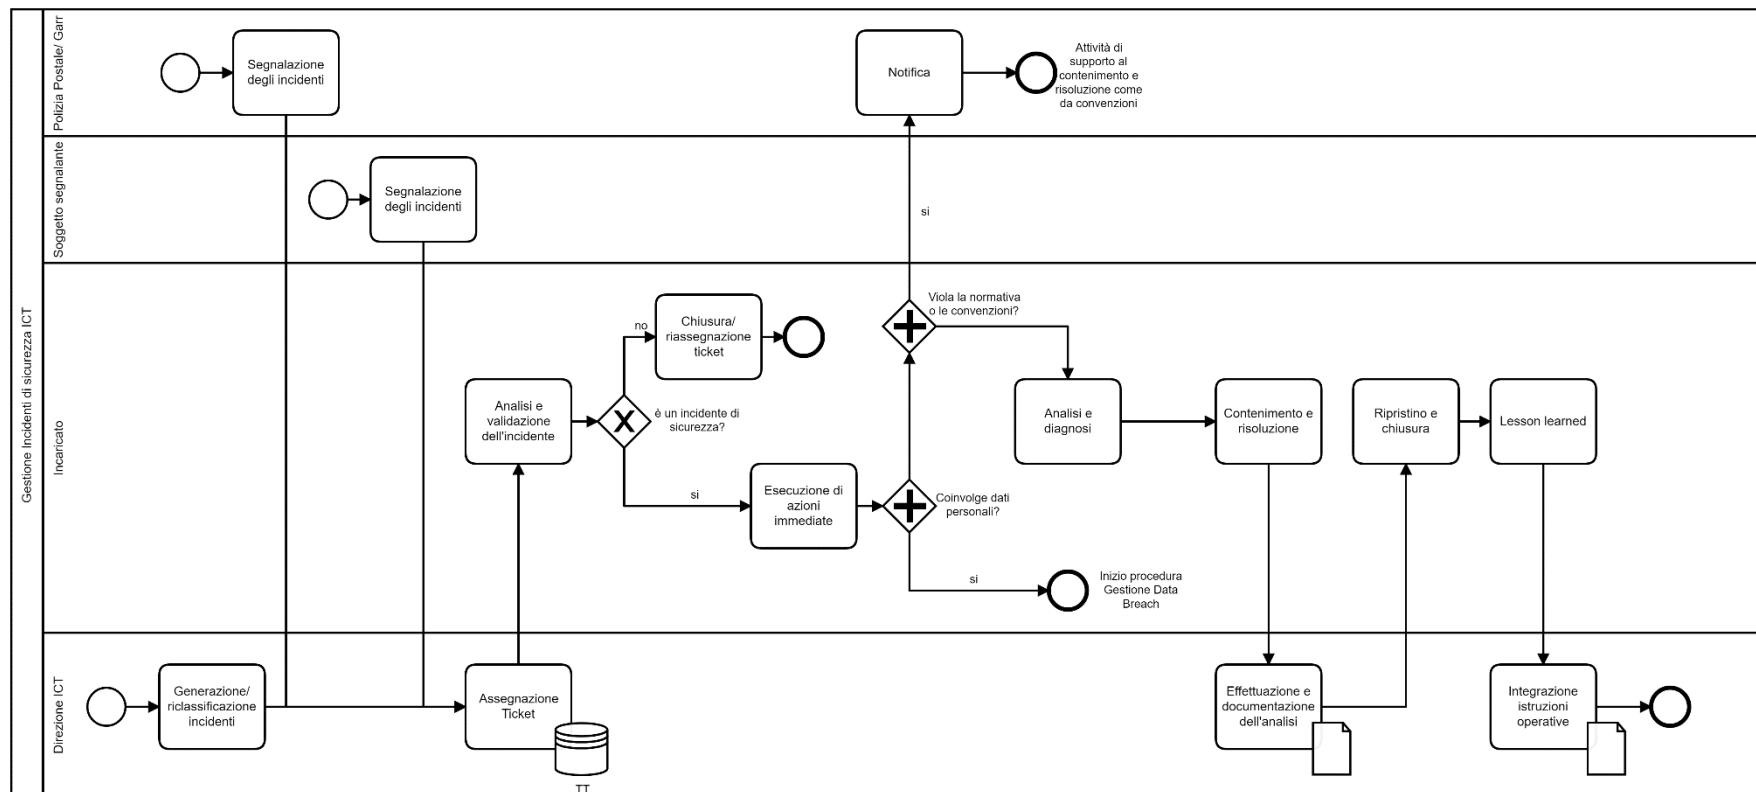 Gestione Incidenti di sicurezza ICT
Polizia Postale/ Garr
Segnalazione
degli incidenti
Notifica
Attività di
supporto al
contenimento e
risoluzione come
da convenzioni
Soggetto segnalante
Segnalazione
degli incidenti
si
Incaricato
Analisi e
validazione
dell'incidente
no
Chiusura/
riassegnazione
ticket
è un incidente di
sicurezza?
si
Esecuzione di
azioni
immediate
Viola la normativa
o le convenzioni?
Coinvolge dati
personali?
si
Inizio procedura
Gestione Data
Breach
Analisi e
diagnosi
Contenimento e
risoluzione
Ripristino e
chiusura
Lesson learned
Direzione ICT
Generazione/
riclassificazione
incidenti
Assegnazione
Ticket
TT
Effettuazione e
documentazione
dell'analisi
Integrazione
istruzioni
operative